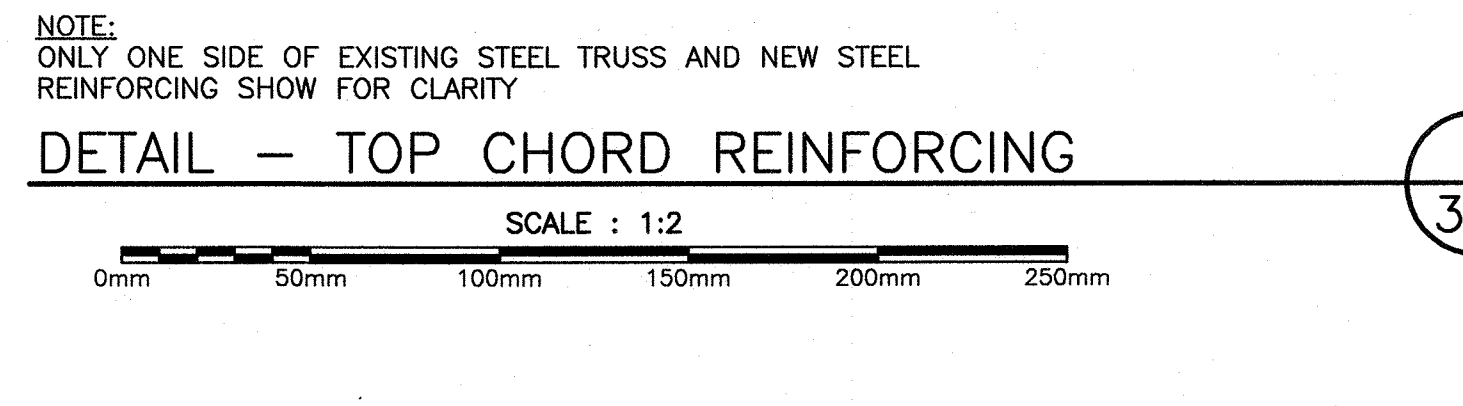 NOTE:
ONLY ONE SIDE OF EXISTING STEEL TRUSS AND NEW STEEL
REINFORCING SHOW FOR CLARITY
DETAIL – TOP CHORD REINFORCING
3
SCALE : 1:2
0mm 50mm 100mm 150mm 200mm 250mm